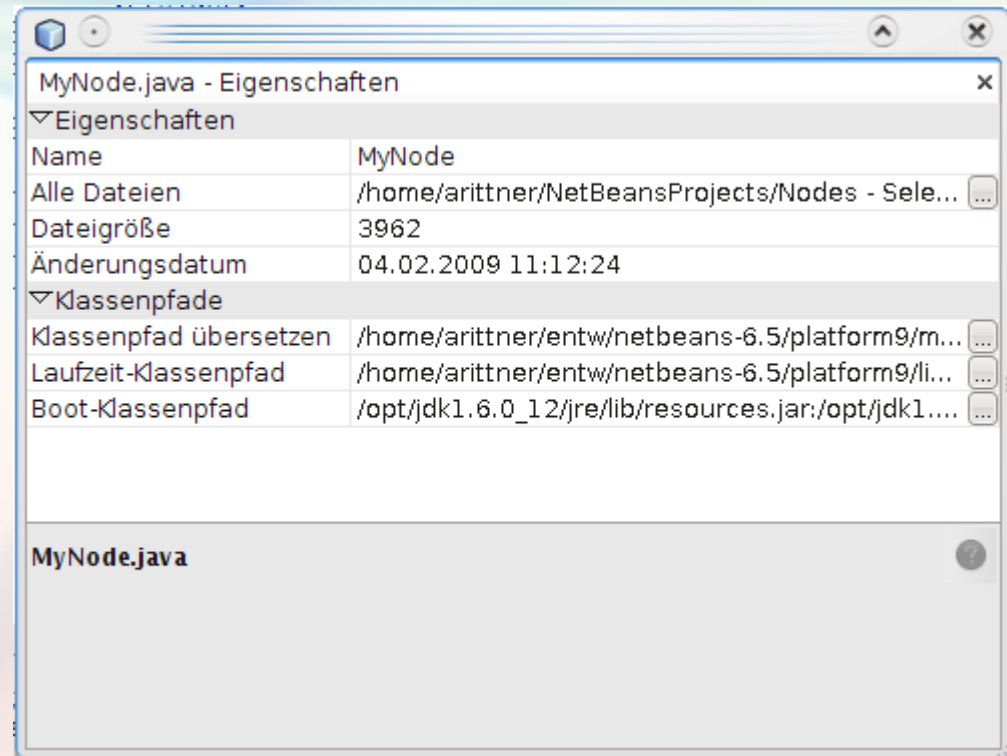 MyNode.java - Eigenschaften
Eigenschaften
Name MyNode
Alle Dateien /home/arittner/NetBeansProjects/Nodes - Sele... ...
Dateigröße 3962
Änderungsdatum 04.02.2009 11:12:24
Klassenpfade
Klassenpfad übersetzen /home/arittner/entw/netbeans-6.5/platform9/m... ...
Laufzeit-Klassenpfad /home/arittner/entw/netbeans-6.5/platform9/li... ...
Boot-Klassenpfad /opt/jdk1.6.0_12/jre/lib/resources.jar:/opt/jdk1.... ...
MyNode.java